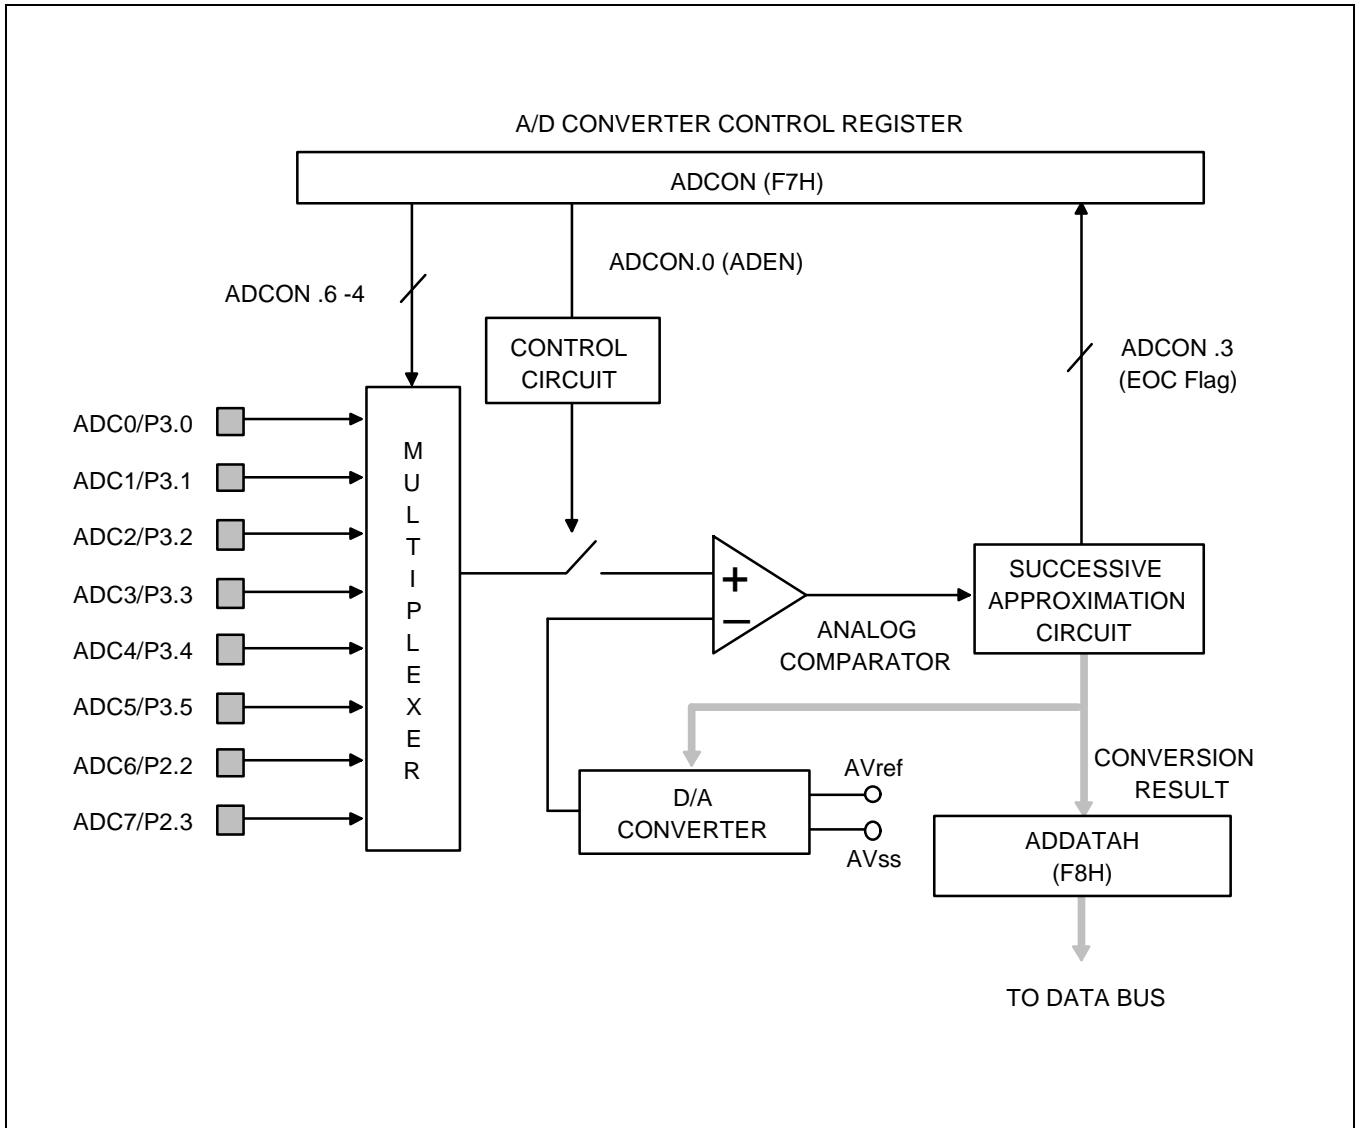 A/D CONVERTER CONTROL REGISTER
ADCON (F7H)
ADCON .6 -4
ADCON.0 (ADEN)
CONTROL
CIRCUIT
ADCON .3
(EOC Flag)
ADC0/P3.0
ADC1/P3.1
ADC2/P3.2
ADC3/P3.3
ADC4/P3.4
ADC5/P3.5
ADC6/P2.2
ADC7/P2.3
MULTIPLEXER
+
−
ANALOG
COMPARATOR
SUCCESSIVE
APPROXIMATION
CIRCUIT
D/A
CONVERTER
AVref
AVss
CONVERSION
RESULT
ADDATAH
(F8H)
TO DATA BUS